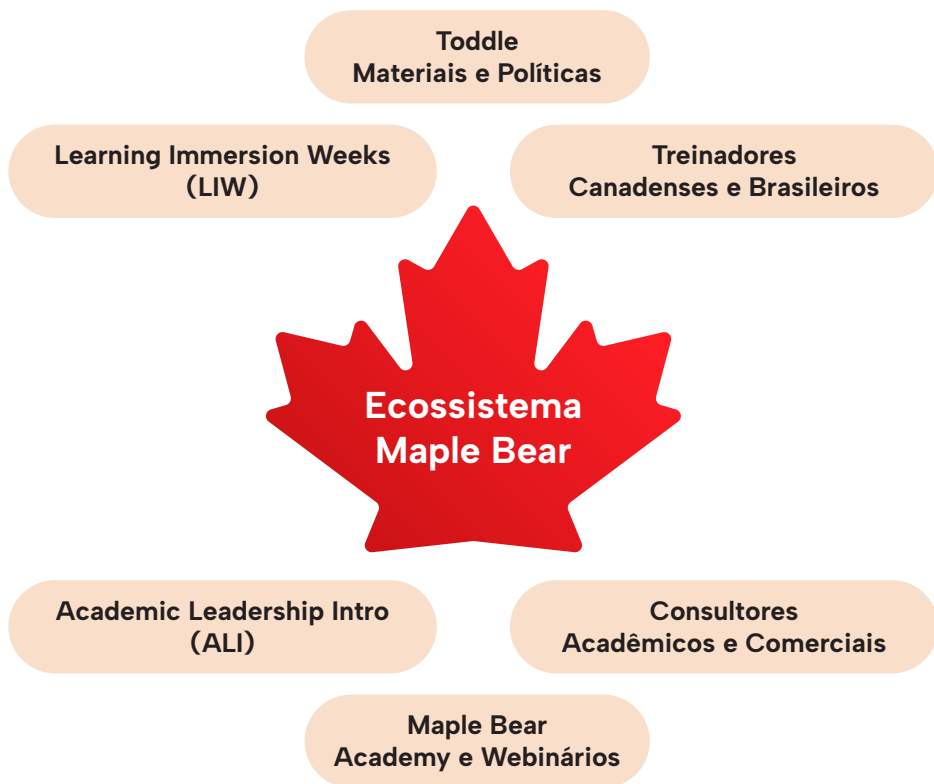 Toddle
Materiais e Políticas
Learning Immersion Weeks
(LIW)
Treinadores
Canadenses e Brasileiros
Ecossistema
Maple Bear
Academic Leadership Intro
(ALI)
Consultores
Acadêmicos e Comerciais
Maple Bear
Academy e Webinários